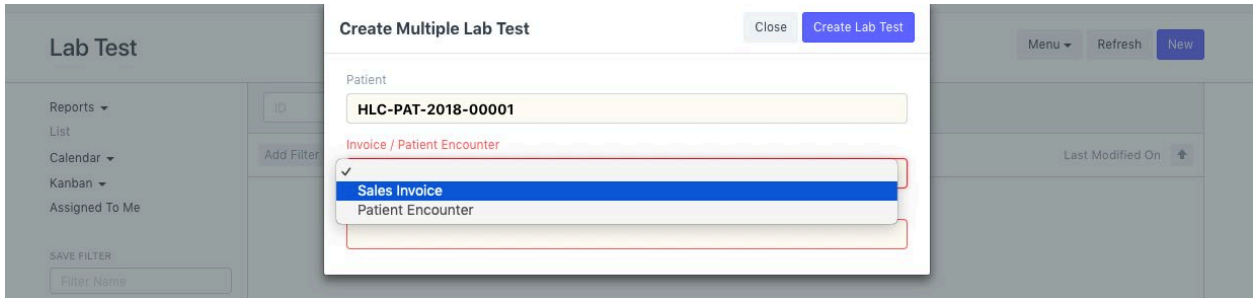 Lab Test
Menu
Refresh
New
Reports
List
Calendar
Kanban
Assigned To Me
SAVE FILTER
Filter Name
ID
Add Filter
Last Modified On
Create Multiple Lab Test
Close
Create Lab Test
Patient
HLC-PAT-2018-00001
Invoice / Patient Encounter
Sales Invoice
Patient Encounter